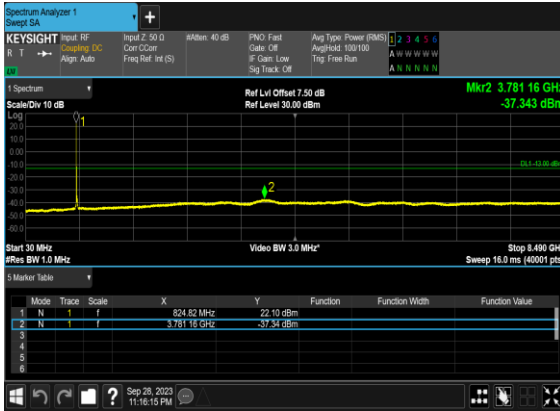 Spectrum Analyzer 1
Swept SA
+
KEYSIGHT Input: RF Input Z: 50 Ω #Atten: 40 dB PNO: Fast Avg Type: Power (RMS) 1 2 3 4 5 6
R T Coupling: DC Corr CCorr Gate: Off Avg|Hold: 100/100 A W W W W W
Align: Auto Freq Ref: Int (S) IF Gain: Low Trig: Free Run
Sig Track: Off A N N N N N
1 Spectrum
Ref Lvl Offset 7.50 dB Mkr2 3.781 16 GHz
Scale/Div 10 dB Ref Level 30.00 dBm -37.343 dBm
Log
1
20.0
10.0
0.00
-10.0
DL1 -13.00 dBm
-20.0
-30.0
2
-40.0
-50.0
-60.0
Start 30 MHz Video BW 3.0 MHz* Stop 8.490 GHz
#Res BW 1.0 MHz Sweep 16.0 ms (40001 pts)
5 Marker Table
Mode Trace Scale X Y Function Function Width Function Value
1 N 1 f 824.82 MHz 22.10 dBm
2 N 1 f 3.781 16 GHz -37.34 dBm
3
4
5
6
? Sep 28, 2023
11:16:15 PM